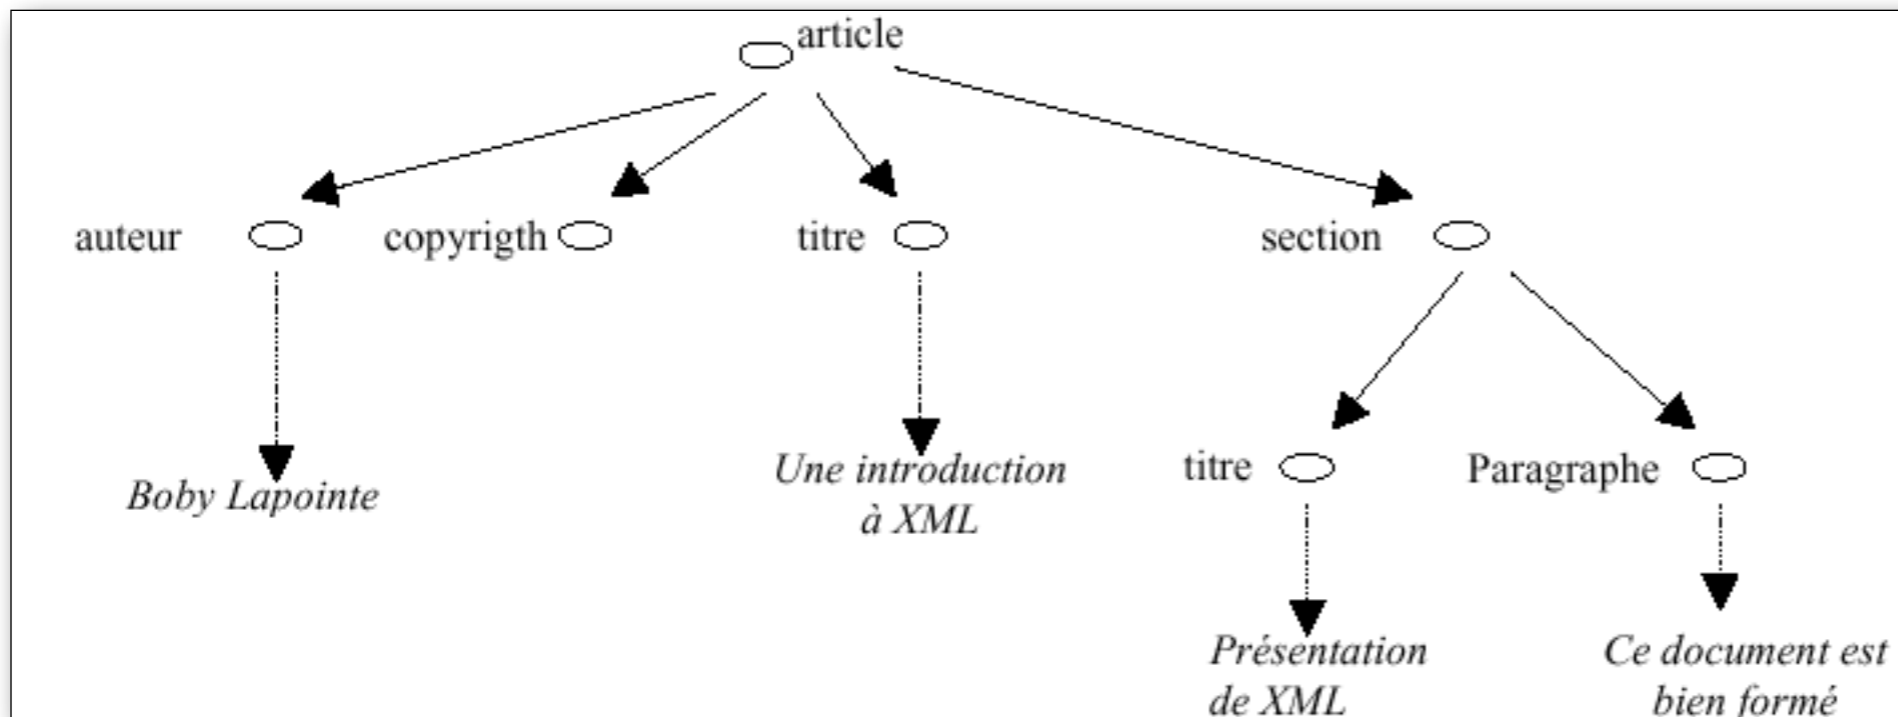 article
auteur
copyrigth
titre
section
Boby Lapointe
Une introduction
à XML
titre
Paragraphe
Présentation
de XML
Ce document est
bien formé